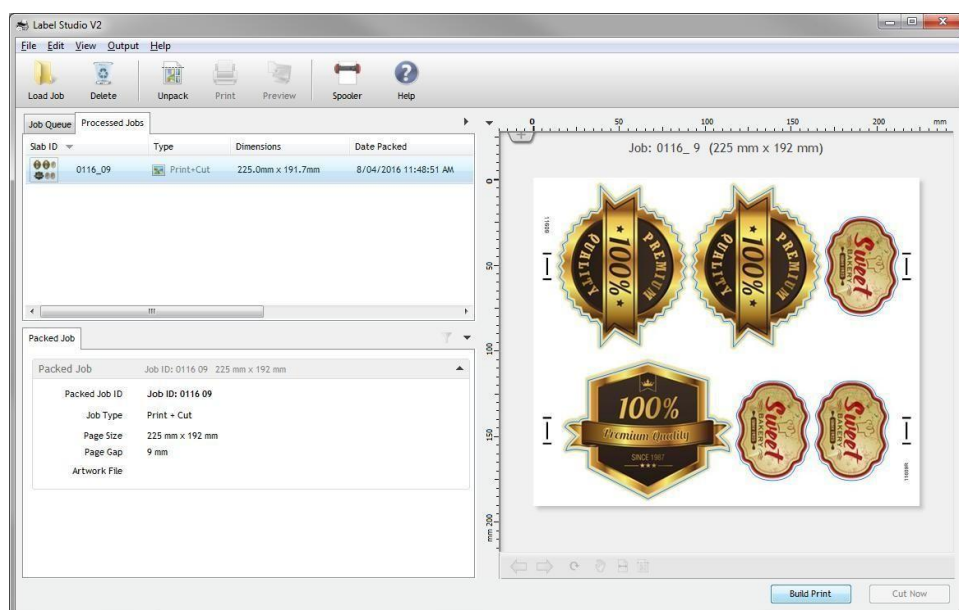 Label Studio V2
File Edit View Output Help
Load Job Delete Unpack Print Preview Spooler Help
Job Queue Processed Jobs
Slab ID Type Dimensions Date Packed
0116_09 Print+Cut 225.0mm x 191.7mm 8/04/2016 11:48:51 AM
Packed Job
Packed Job Job ID: 0116 09 225 mm x 192 mm
Packed Job ID Job ID: 0116 09
Job Type Print + Cut
Page Size 225 mm x 192 mm
Page Gap 9 mm
Artwork File
0 50 100 150 200 mm
Job: 0116_ 9 (225 mm x 192 mm)
0
50
100
150
200
mm
11609
PREMIUM
100%
QUALITY
PREMIUM
100%
QUALITY
Sweet
BAKERY
100%
Premium Quality
SINCE 1967
Sweet
BAKERY
Sweet
BAKERY
Build Print Cut Now